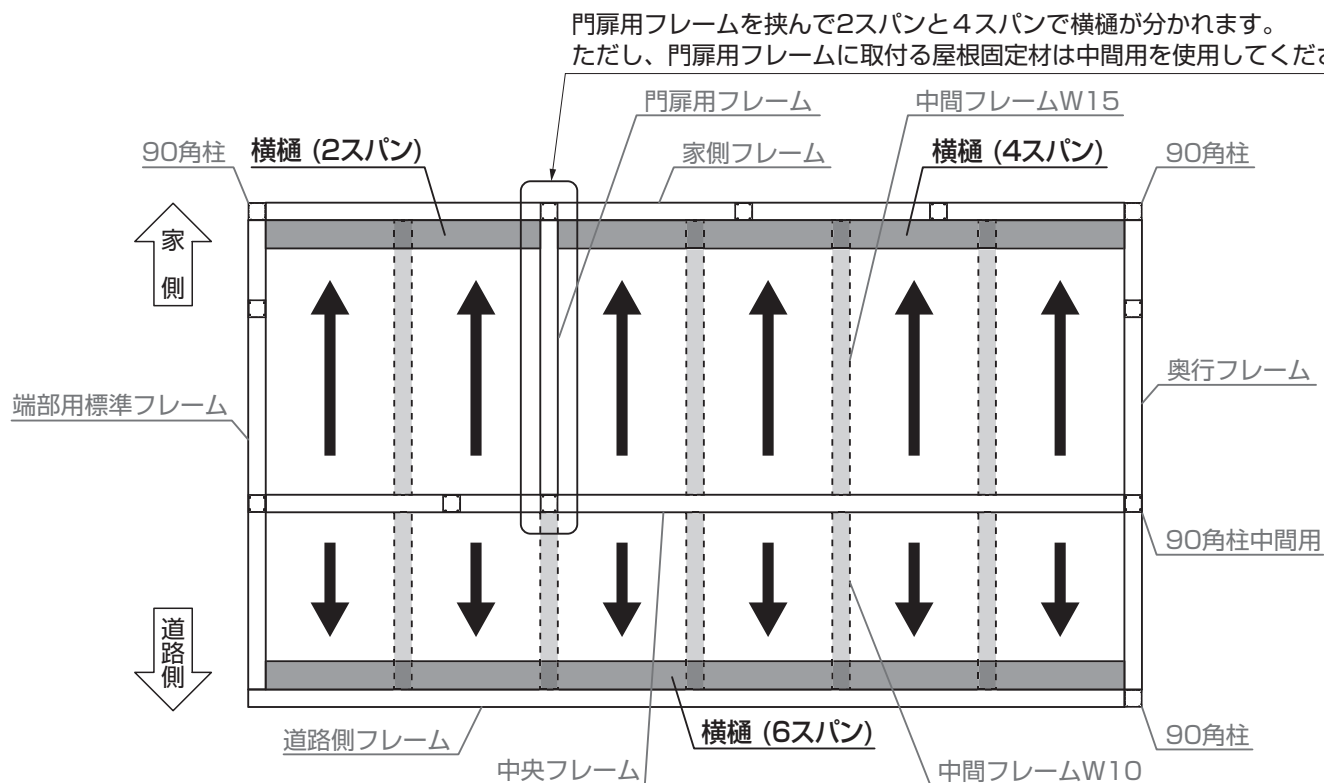 門扉用フレームを挟んで2スパンと４スパンで横樋が分かれます。
ただし、門扉用フレームに取付る屋根固定材は中間用を使用してくださ
門扉用フレーム
中間フレームW15
90角柱
横樋 (2スパン)
家側フレーム
横樋 (4スパン)
90角柱
家側
端部用標準フレーム
奥行フレーム
90角柱中間用
道路側
道路側フレーム
横樋 (6スパン)
90角柱
中央フレーム
中間フレームW10